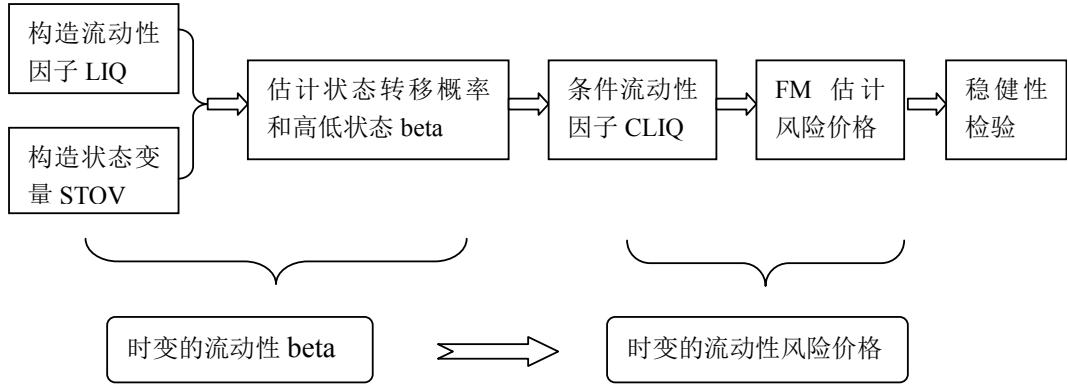 构造流动性
因子 LIQ
构造状态变
量 STOV
估计状态转移概率
和高低状态 beta
条件流动性
因子 CLIQ
FM 估计
风险价格
稳健性
检验
时变的流动性 beta
时变的流动性风险价格